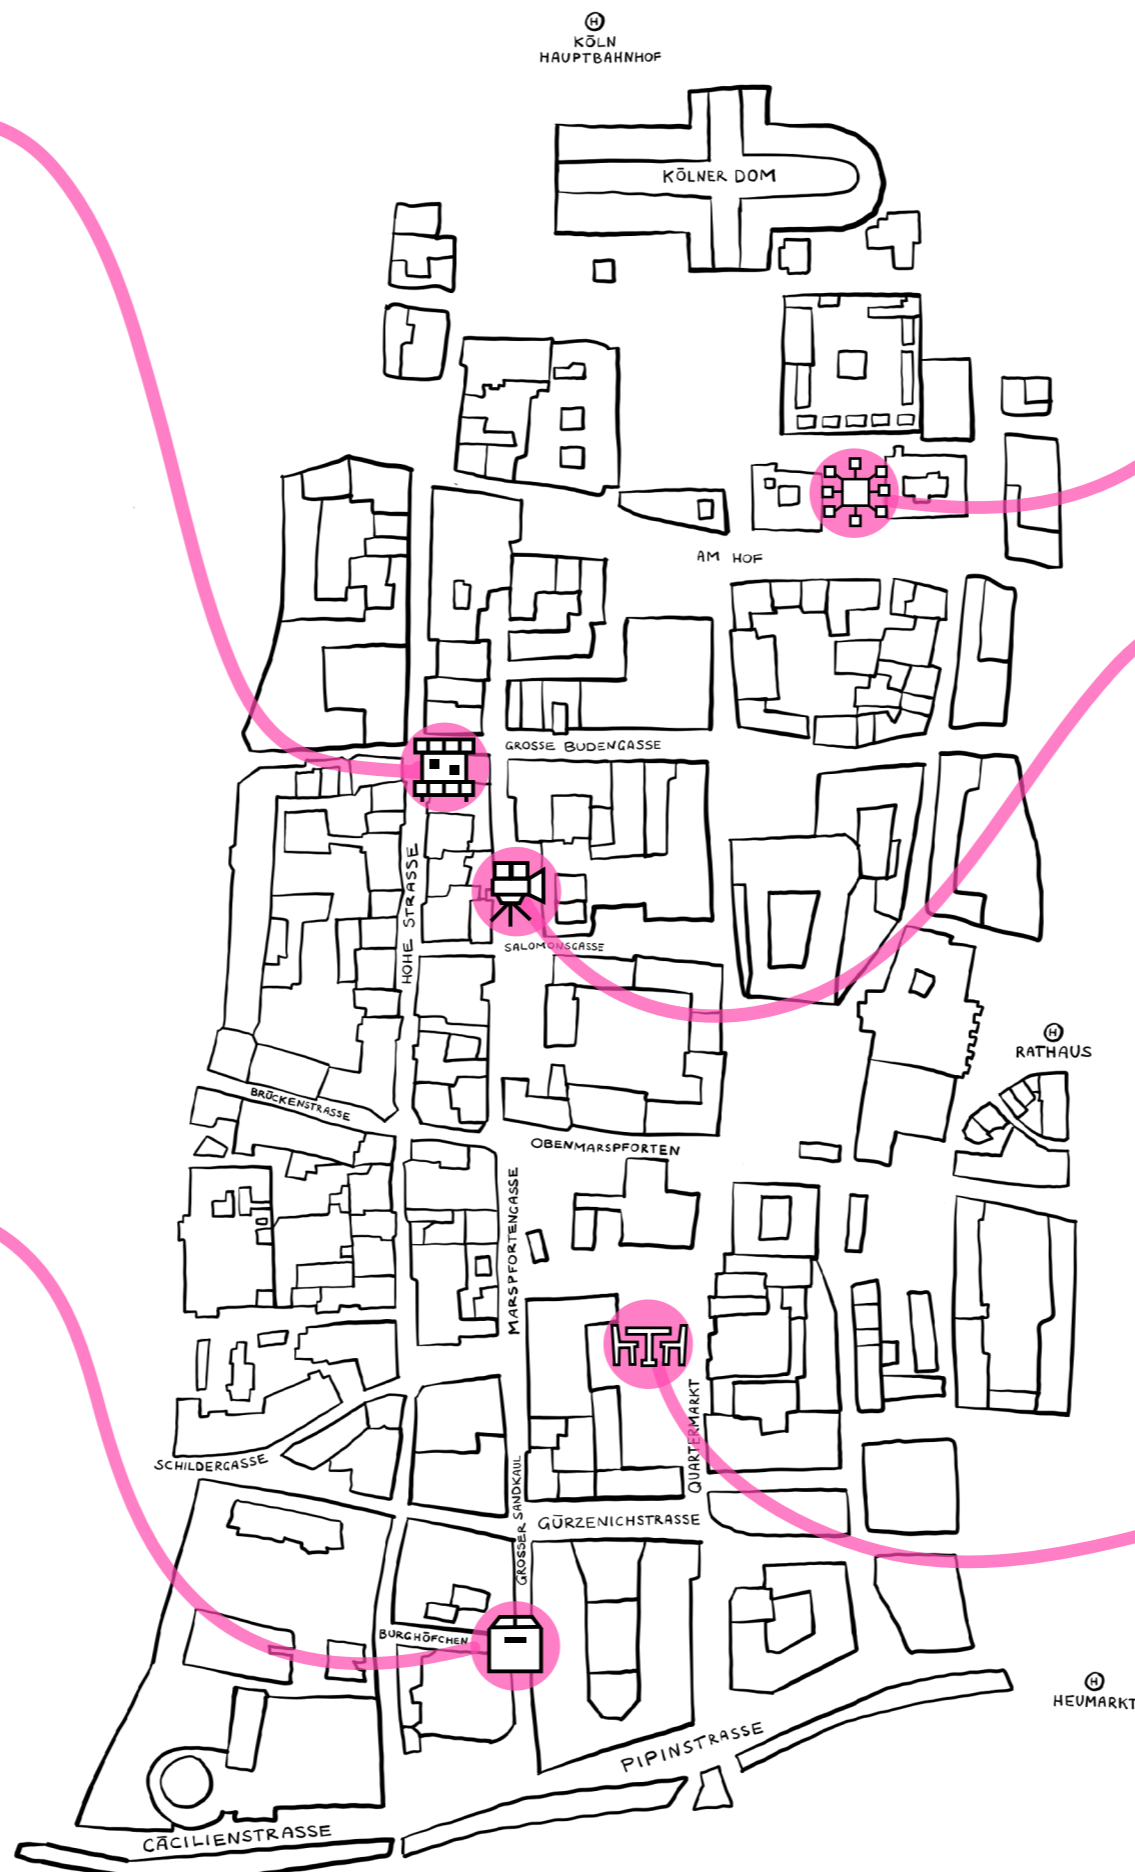 H
KÖLN
HAUPTBAHNHOF
KÖLNER DOM
AM HOF
GROSSE BUDENGASSE
HOHE STRASSE
SALOMONSGASSE
H
RATHAUS
BRÜCKENSTRASSE
OBENMARSPFORTEN
MARSPFORTENGASSE
QUARTERMARKT
SCHILDERGASSE
GROSSER SANDKAUL
GÜRZENICHSTRASSE
BURGHÖFCHEN
H
HEUMARKT
PIPINSTRASSE
CÄCILIENSTRASSE